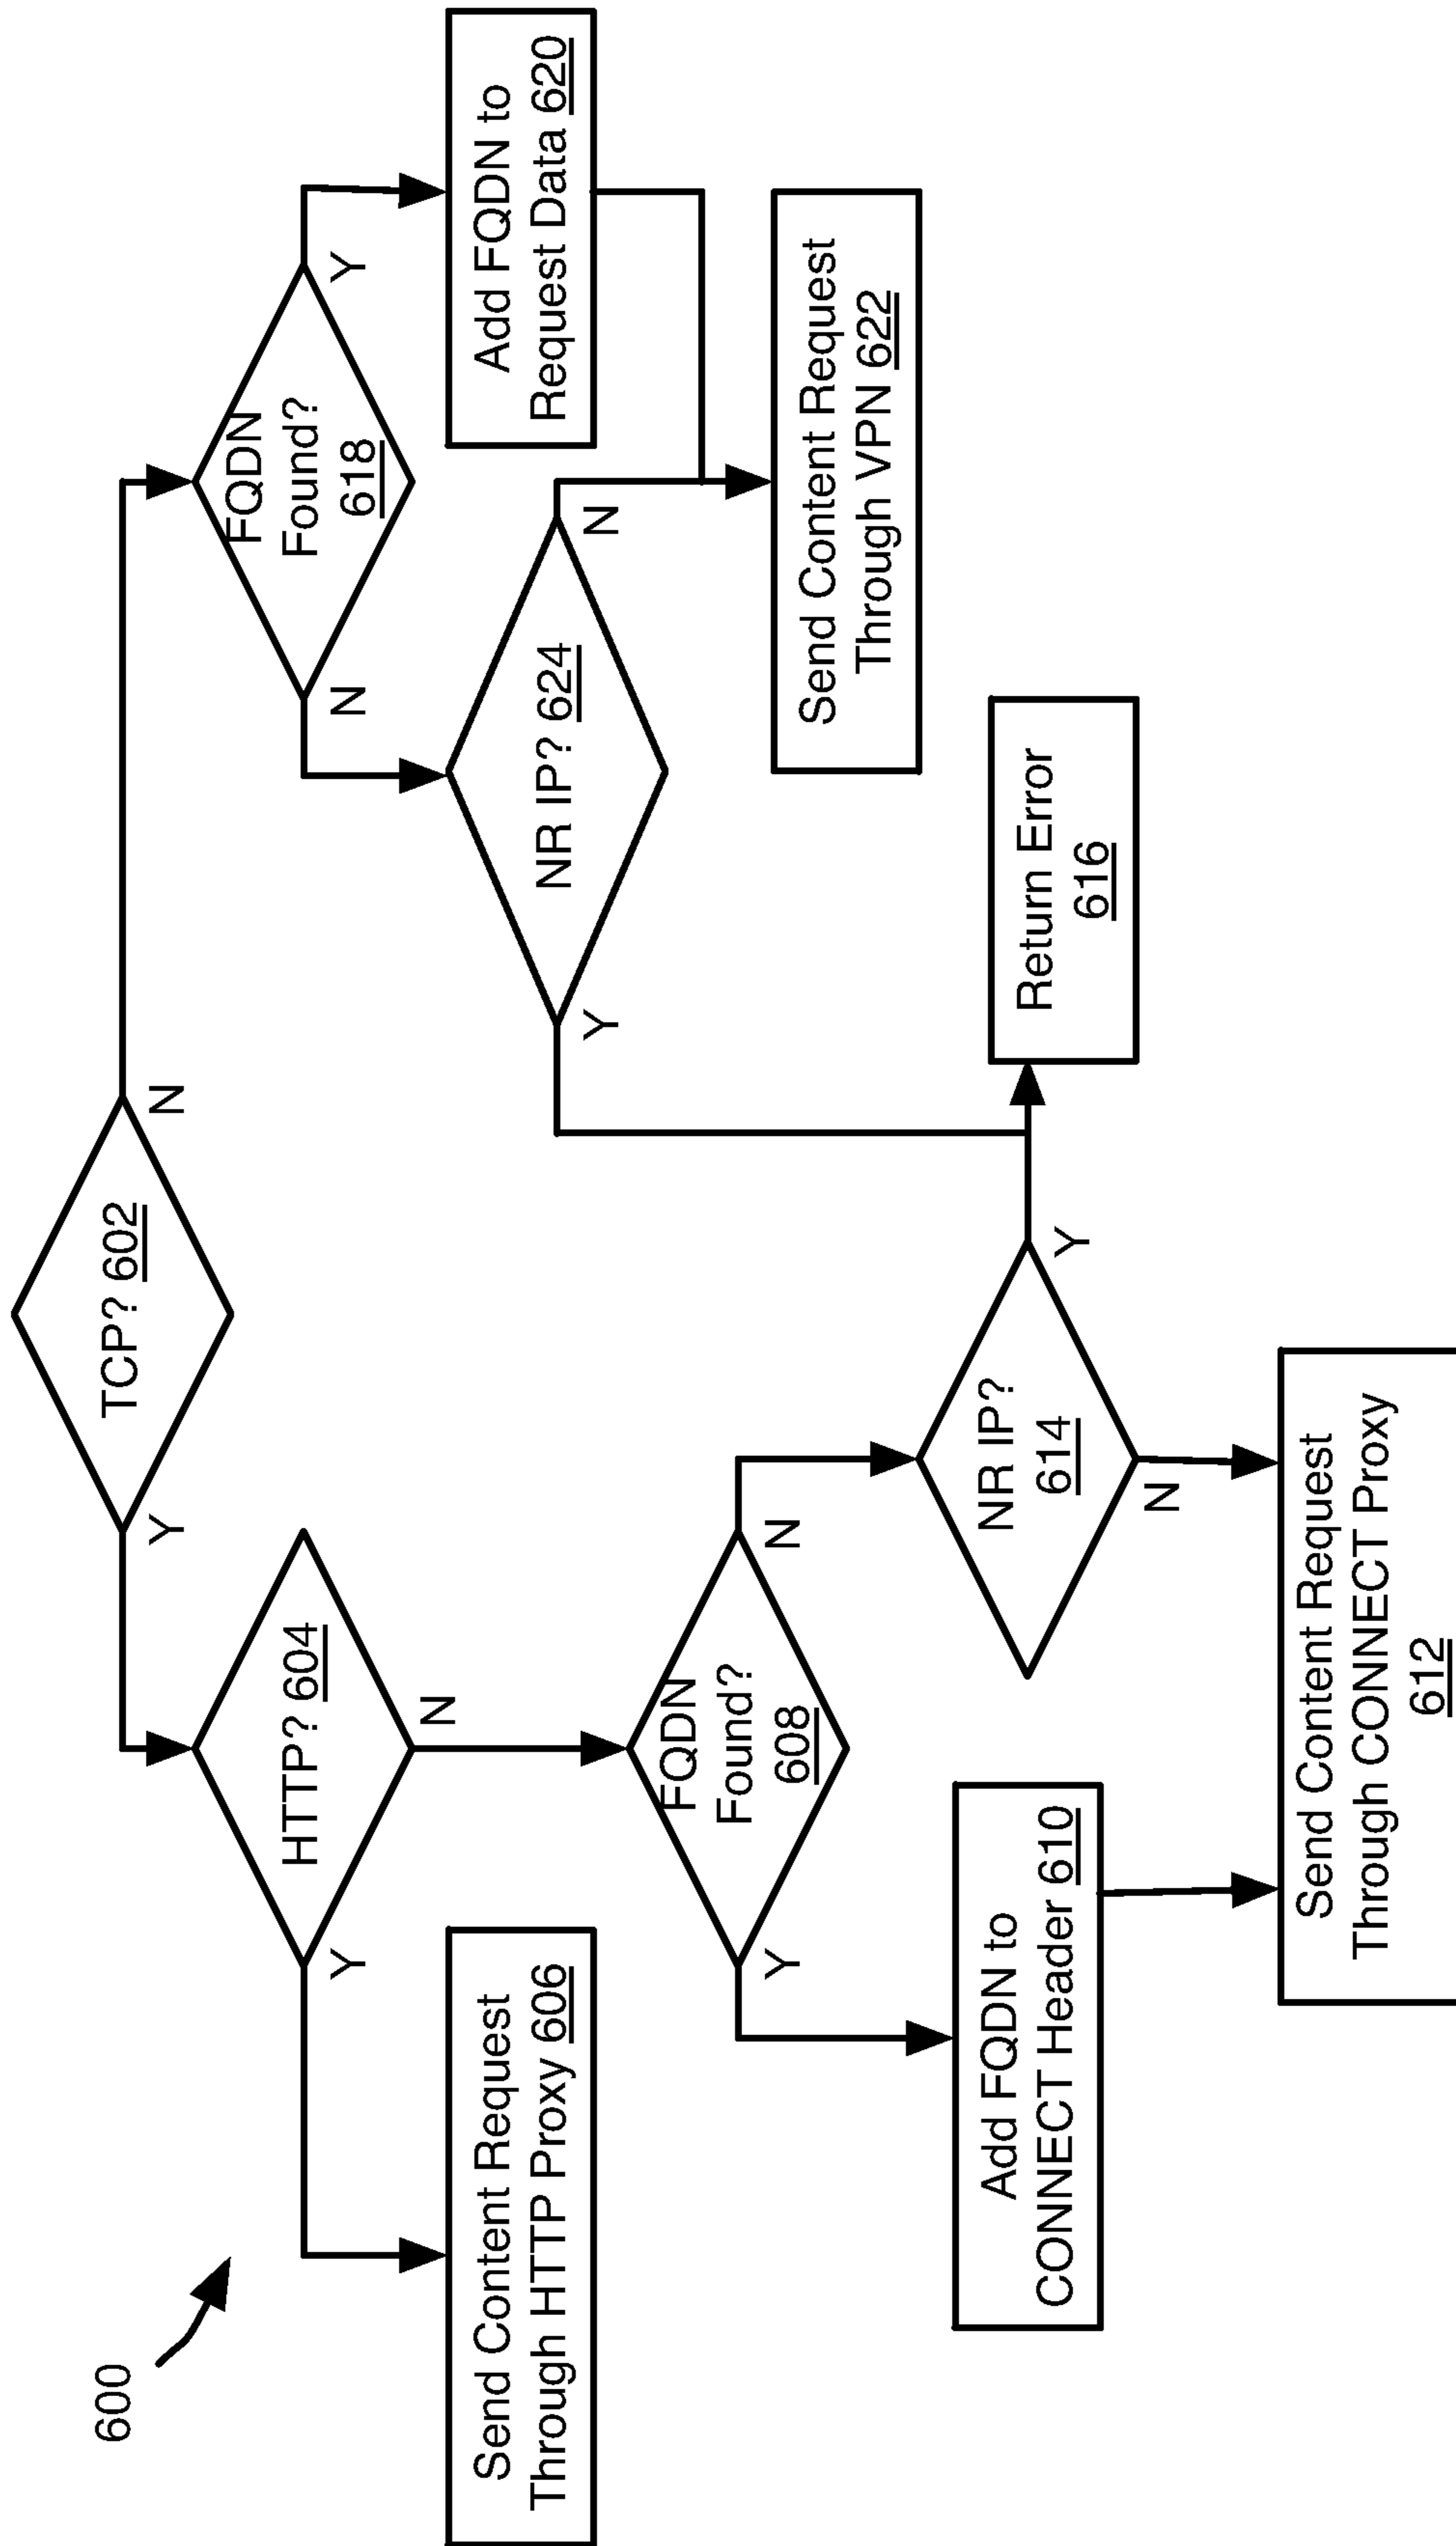 600
TCP? 602
Y
N
HTTP? 604
Y
N
FQDN
Found?
618
N
Y
Send Content Request
Through HTTP Proxy 606
NR IP? 624
Y
N
Add FQDN to
Request Data 620
FQDN
Found?
608
Y
N
Send Content Request
Through VPN 622
Add FQDN to
CONNECT Header 610
NR IP?
614
Y
N
Return Error
616
Send Content Request
Through CONNECT Proxy
612